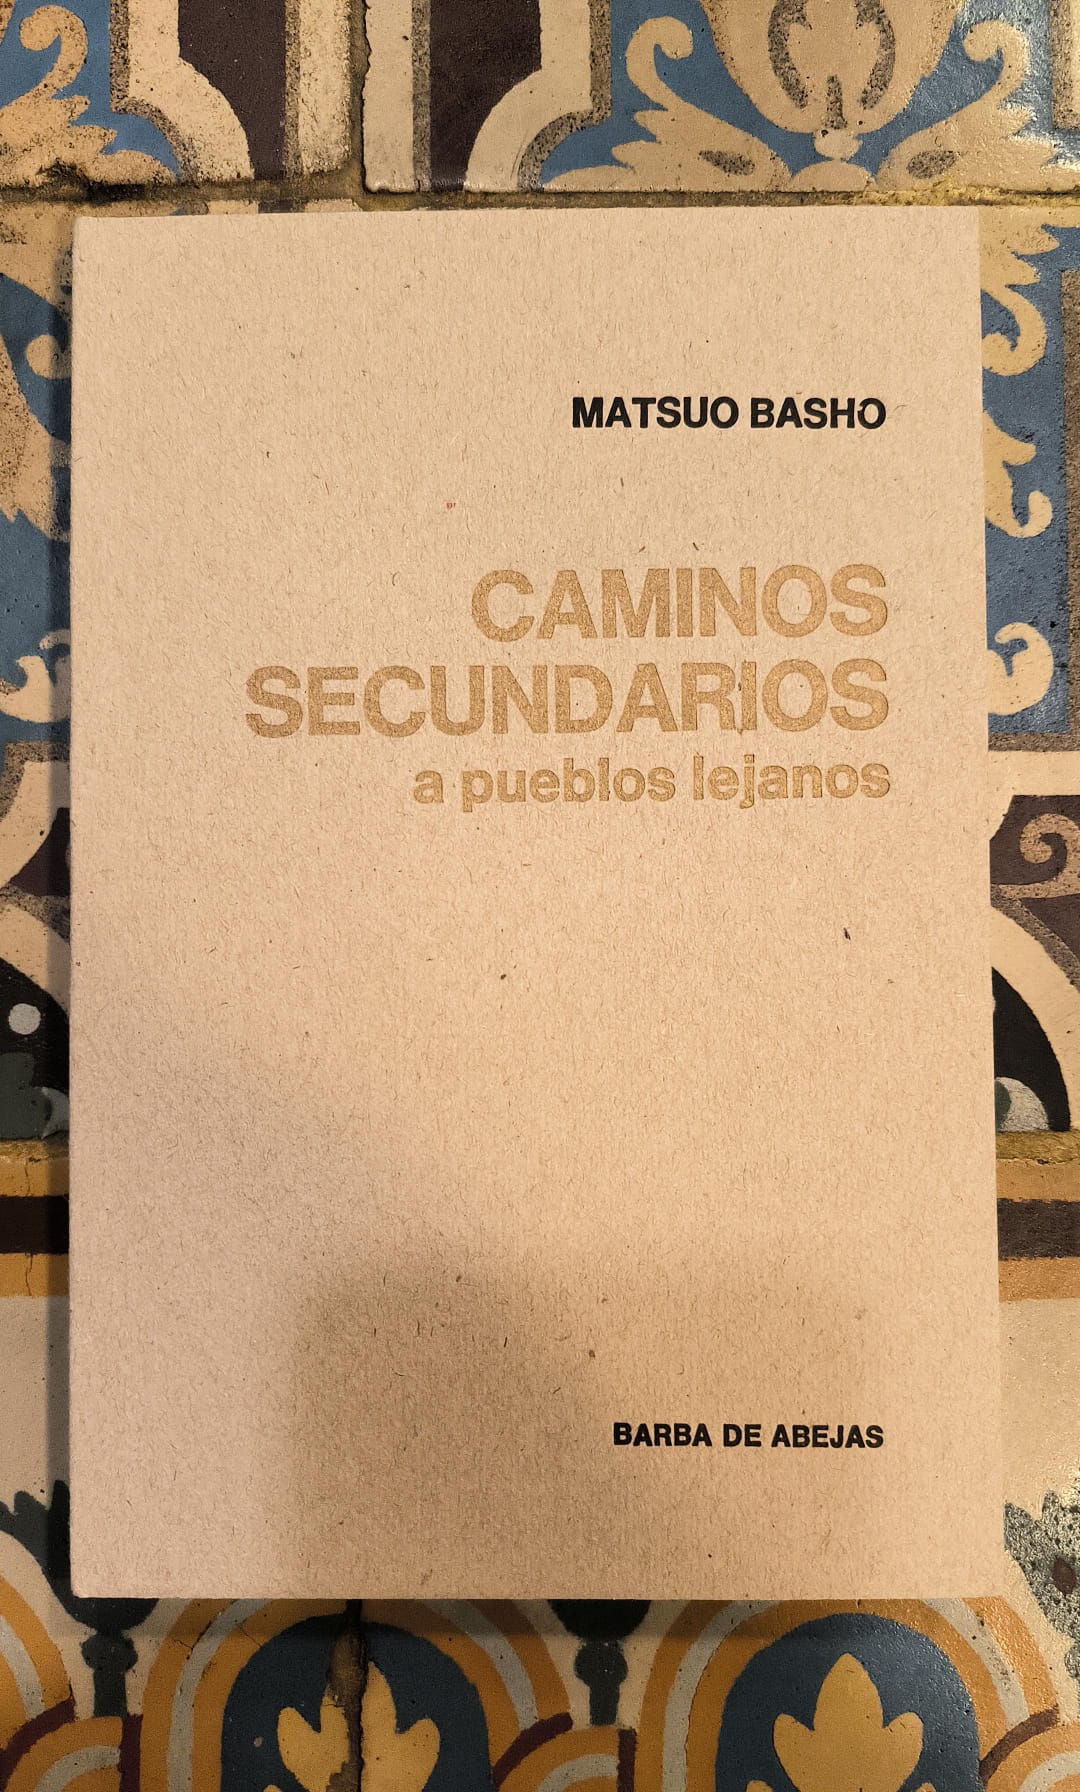 MATSUO BASHO
CAMINOS
SECUNDARIOS
a pueblos lejanos
BARBA DE ABEJAS